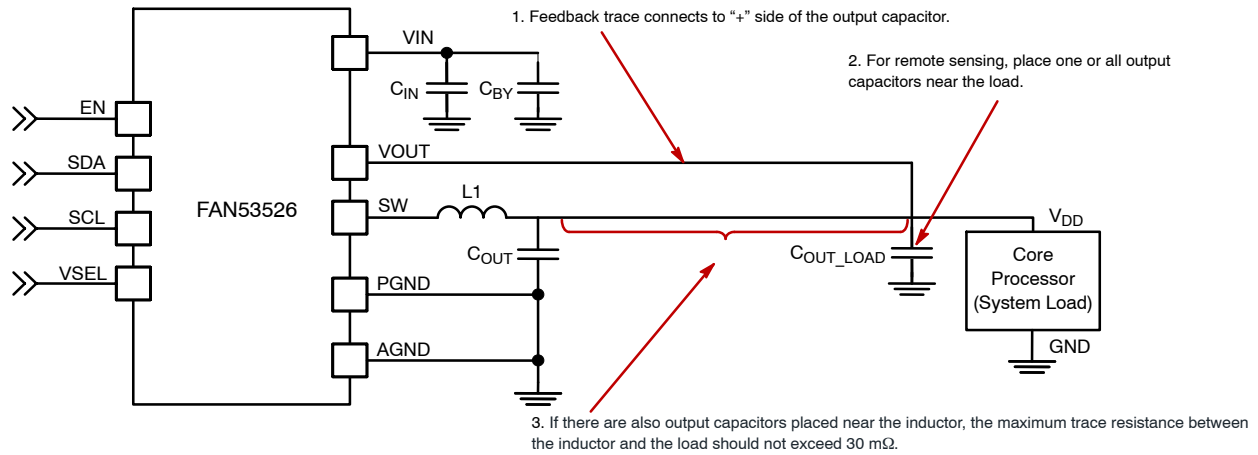 1. Feedback trace connects to “+” side of the output capacitor.
VIN
2. For remote sensing, place one or all output
capacitors near the load.
CIN
CBY
EN
VOUT
SDA
L1
FAN53526
SW
SCL
VDD
COUT
COUT_LOAD
Core
Processor
(System Load)
VSEL
PGND
AGND
GND
3. If there are also output capacitors placed near the inductor, the maximum trace resistance between
the inductor and the load should not exceed 30 mΩ.